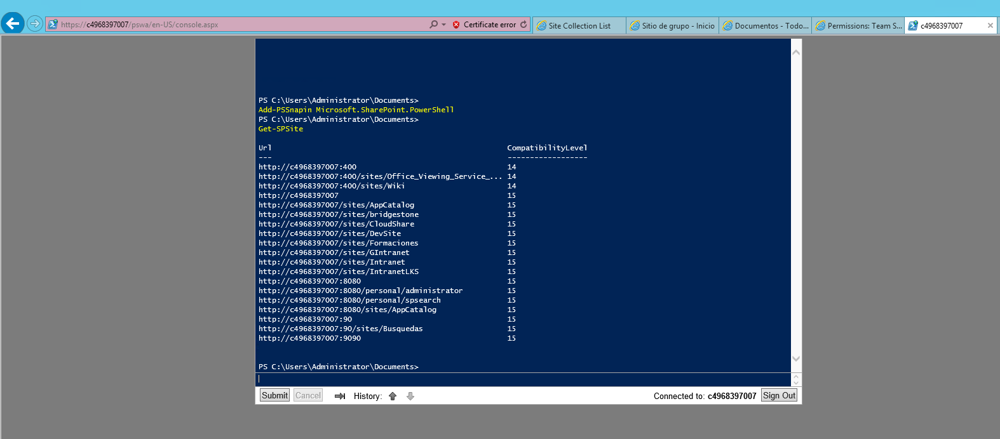 https://c4968397007/pswa/en-US/console.aspx Certificate error Site Collection List Sitio de grupo - Inicio Documentos - Todo... Permissions: Team S... c4968397007
PS C:\Users\Administrator\Documents>
Add-PSSnapin Microsoft.SharePoint.PowerShell
PS C:\Users\Administrator\Documents>
Get-SPSite
Url CompatibilityLevel
--- ------------------
http://c4968397007:400 14
http://c4968397007:400/sites/Office_Viewing_Service_... 14
http://c4968397007:400/sites/Wiki 14
http://c4968397007 15
http://c4968397007/sites/AppCatalog 15
http://c4968397007/sites/bridgestone 15
http://c4968397007/sites/CloudShare 15
http://c4968397007/sites/DevSite 15
http://c4968397007/sites/Formaciones 15
http://c4968397007/sites/GIntranet 15
http://c4968397007/sites/Intranet 15
http://c4968397007/sites/IntranetLKS 15
http://c4968397007:8080 15
http://c4968397007:8080/personal/administrator 15
http://c4968397007:8080/personal/spsearch 15
http://c4968397007:8080/sites/AppCatalog 15
http://c4968397007:90 15
http://c4968397007:90/sites/Busquedas 15
http://c4968397007:9090 15
PS C:\Users\Administrator\Documents>
Submit Cancel History: Connected to: c4968397007 Sign Out